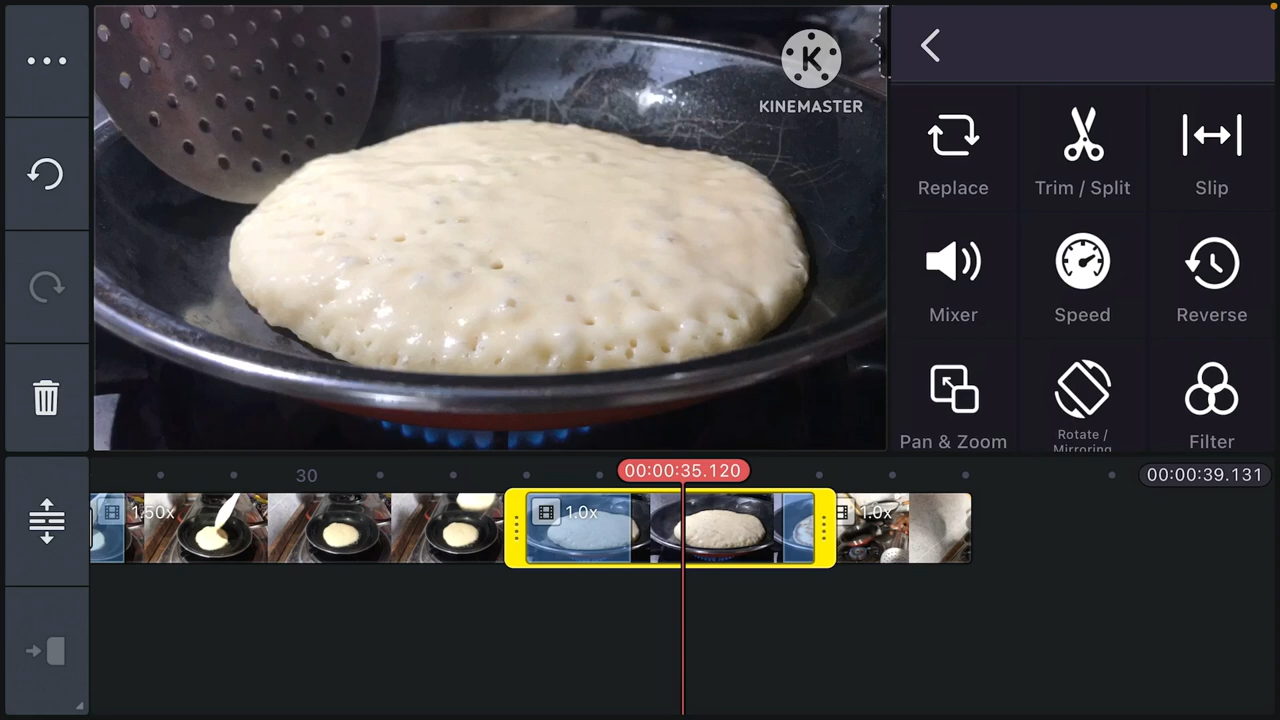 K
KINEMASTER
Replace
Trim / Split
Slip
Mixer
Speed
Reverse
Pan & Zoom
Rotate /
Mirroring
Filter
30
00:00:35.120
00:00:39.131
1.50x
1.0x
1.0x